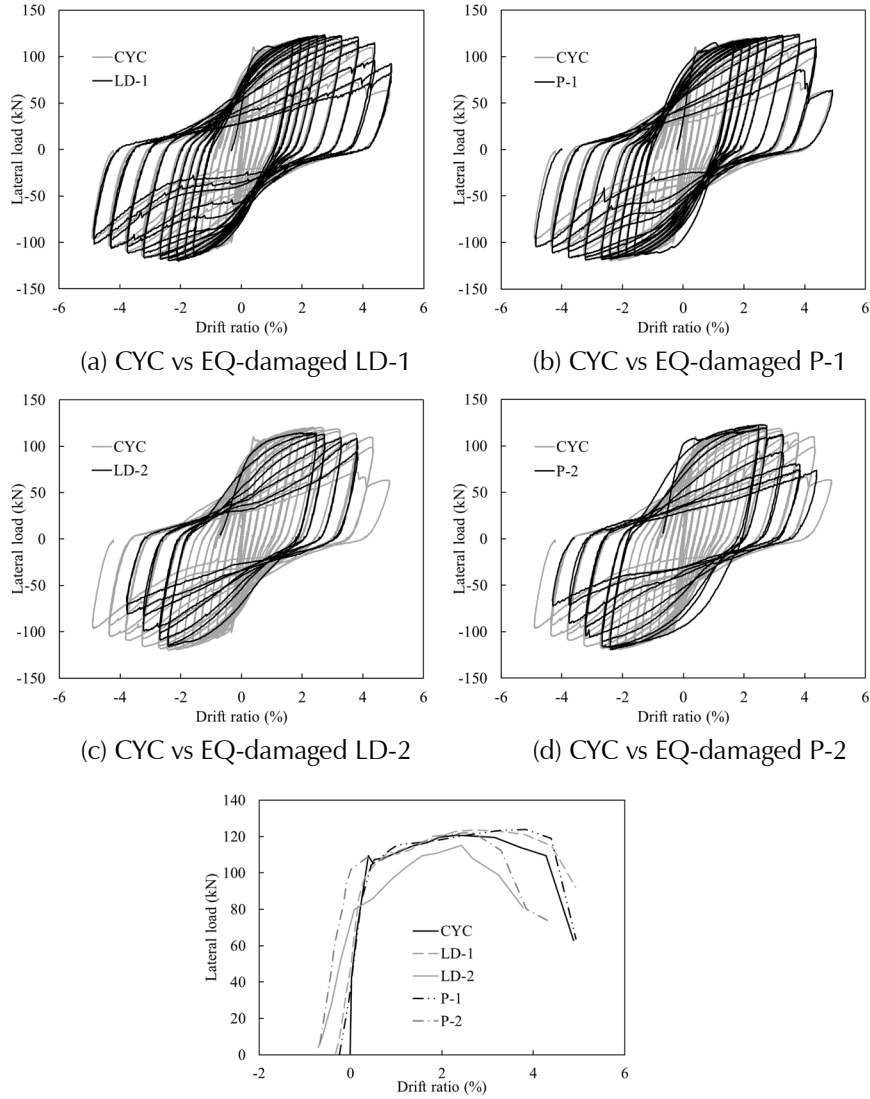 150
100
50
0
-50
-100
-150
Lateral load (kN)
CYC
LD-1
-6 -4 -2 0 2 4 6
Drift ratio (%)
(a) CYC vs EQ-damaged LD-1
150
100
50
0
-50
-100
-150
Lateral load (kN)
CYC
P-1
-6 -4 -2 0 2 4 6
Drift ratio (%)
(b) CYC vs EQ-damaged P-1
150
100
50
0
-50
-100
-150
Lateral load (kN)
CYC
LD-2
-6 -4 -2 0 2 4 6
Drift ratio (%)
(c) CYC vs EQ-damaged LD-2
150
100
50
0
-50
-100
-150
Lateral load (kN)
CYC
P-2
-6 -4 -2 0 2 4 6
Drift ratio (%)
(d) CYC vs EQ-damaged P-2
140
120
100
80
60
40
20
0
Lateral load (kN)
CYC
LD-1
LD-2
P-1
P-2
-2 0 2 4 6
Drift ratio (%)